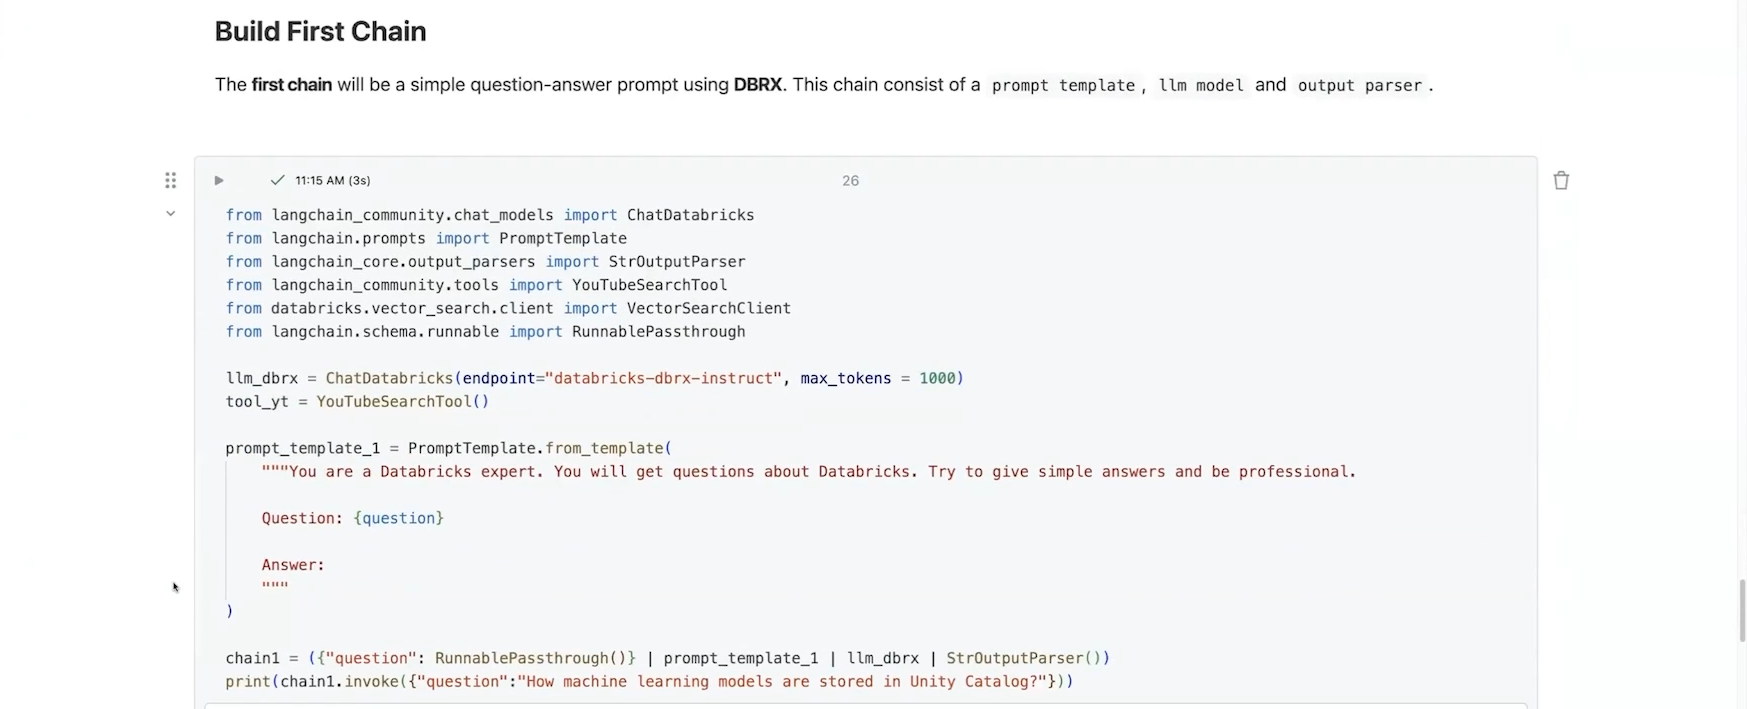 Build First Chain
The first chain will be a simple question-answer prompt using DBRX. This chain consist of a prompt template, llm model and output parser.
11:15 AM (3s)
26
from langchain_community.chat_models import ChatDatabricks
from langchain.prompts import PromptTemplate
from langchain_core.output_parsers import StrOutputParser
from langchain_community.tools import YouTubeSearchTool
from databricks.vector_search.client import VectorSearchClient
from langchain.schema.runnable import RunnablePassthrough
llm_dbrx = ChatDatabricks(endpoint="databricks-dbrx-instruct", max_tokens = 1000)
tool_yt = YouTubeSearchTool()
prompt_template_1 = PromptTemplate.from_template(
"""You are a Databricks expert. You will get questions about Databricks. Try to give simple answers and be professional.
Question: {question}
Answer:
"""
)
chain1 = ({"question": RunnablePassthrough()} | prompt_template_1 | llm_dbrx | StrOutputParser())
print(chain1.invoke({"question":"How machine learning models are stored in Unity Catalog?"}))